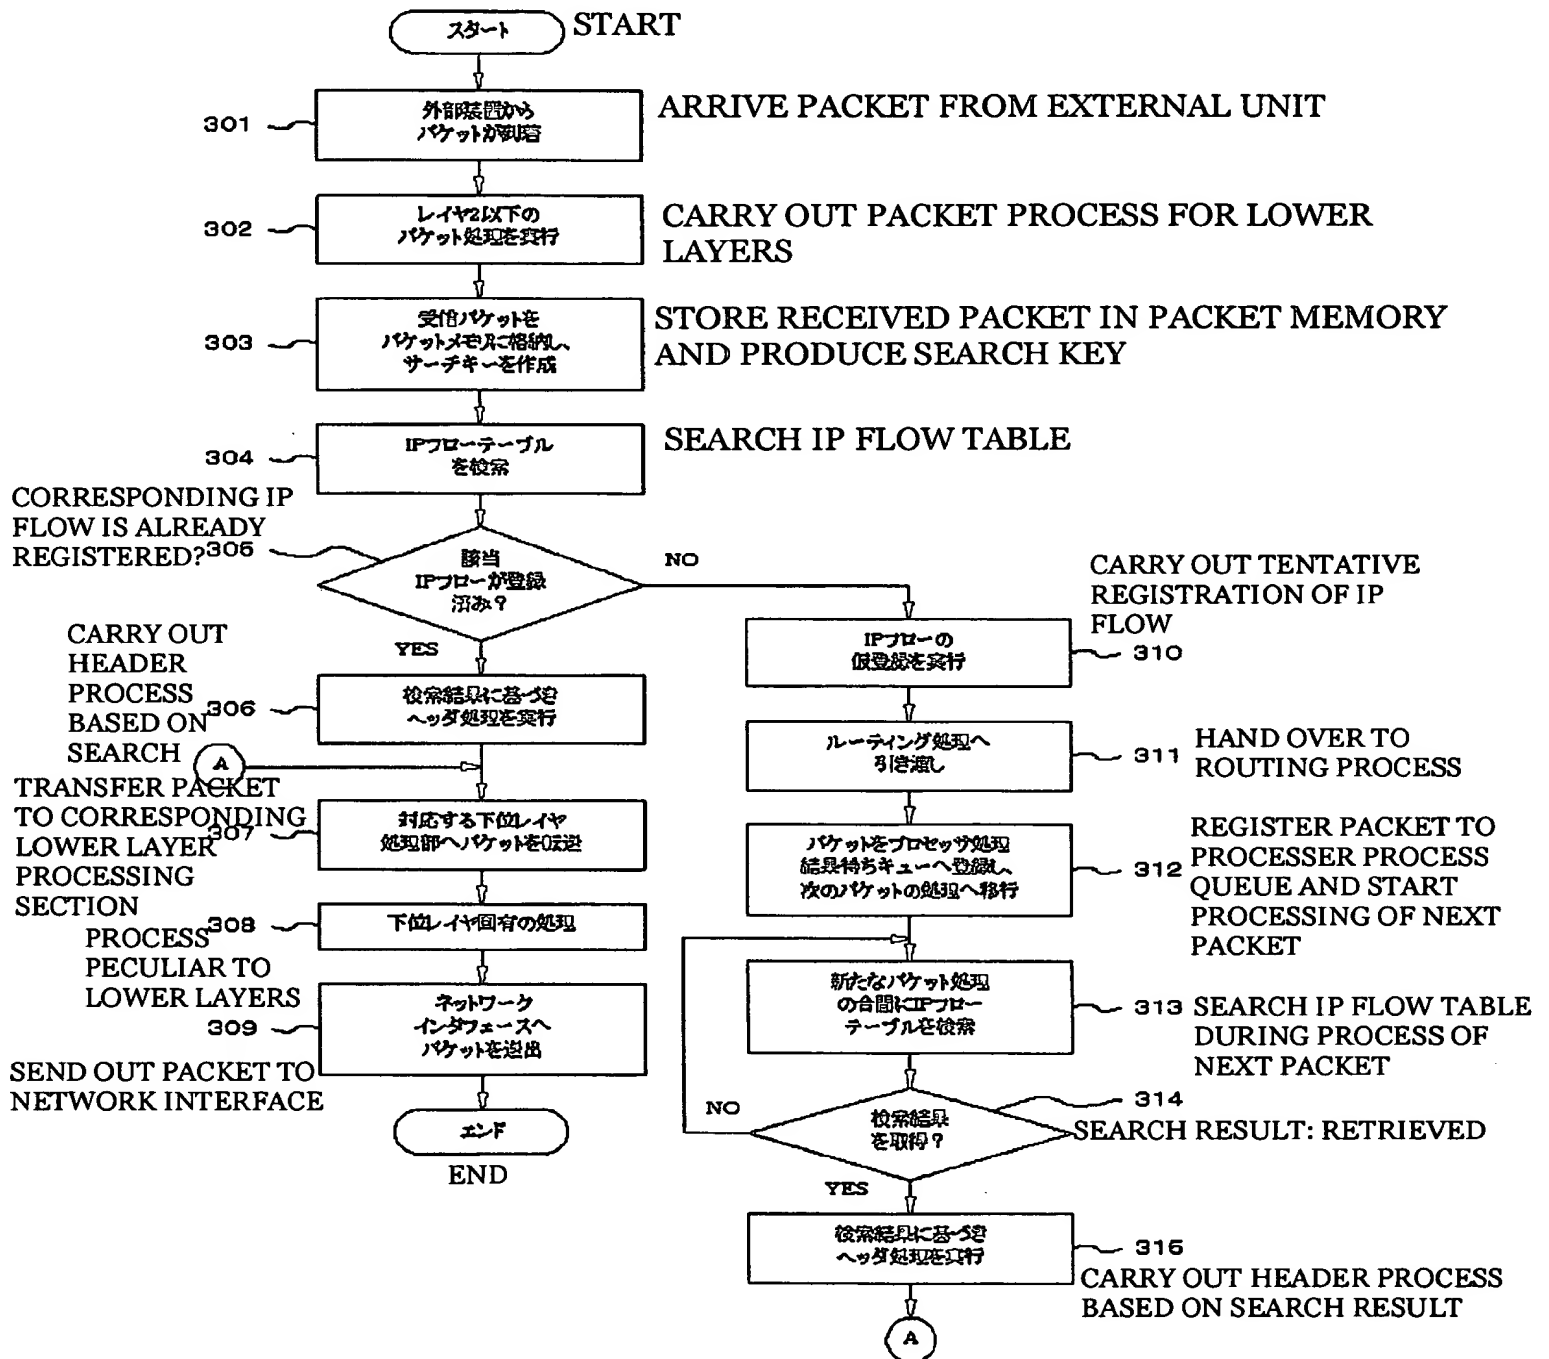 スタート
START
301
外部装置から
パケットが到着
ARRIVE PACKET FROM EXTERNAL UNIT
302
レイヤ2以下の
パケット処理を実行
CARRY OUT PACKET PROCESS FOR LOWER
LAYERS
303
受信パケットを
パケットメモリに格納し、
サーチキーを作成
STORE RECEIVED PACKET IN PACKET MEMORY
AND PRODUCE SEARCH KEY
304
IPフローテーブル
を検索
SEARCH IP FLOW TABLE
CORRESPONDING IP
FLOW IS ALREADY
REGISTERED?
305
該当
IPフローが登録
済み?
NO
YES
CARRY OUT
HEADER
PROCESS
BASED ON
SEARCH
306
検索結果に基づき
ヘッダ処理を実行
A
TRANSFER PACKET
TO CORRESPONDING
LOWER LAYER
PROCESSING
SECTION
307
対応する下位レイヤ
処理部へパケットを転送
308
下位レイヤ固有の処理
PROCESS
PECULIAR TO
LOWER LAYERS
309
ネットワーク
インタフェースへ
パケットを送出
SEND OUT PACKET TO
NETWORK INTERFACE
エンド
END
CARRY OUT TENTATIVE
REGISTRATION OF IP
FLOW
IPフローの
仮登録を実行
310
ルーティング処理へ
引き渡し
311
HAND OVER TO
ROUTING PROCESS
パケットをプロセッサ処理
結果待ちキューへ登録し、
次のパケットの処理へ移行
312
REGISTER PACKET TO
PROCESSER PROCESS
QUEUE AND START
PROCESSING OF NEXT
PACKET
新たなパケット処理
の合間にIPフロー
テーブルを検索
313
SEARCH IP FLOW TABLE
DURING PROCESS OF
NEXT PACKET
NO
検索結果
を取得?
314
SEARCH RESULT: RETRIEVED
YES
検索結果に基づき
ヘッダ処理を実行
315
CARRY OUT HEADER PROCESS
BASED ON SEARCH RESULT
A